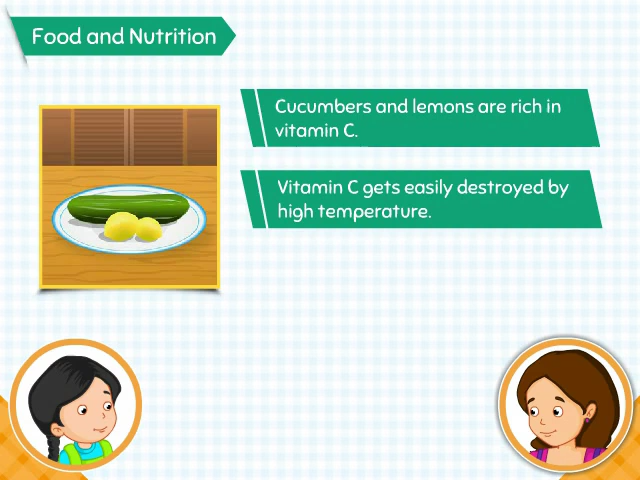 Food and Nutrition
Cucumbers and lemons are rich in
vitamin C.
Vitamin C gets easily destroyed by
high temperature.